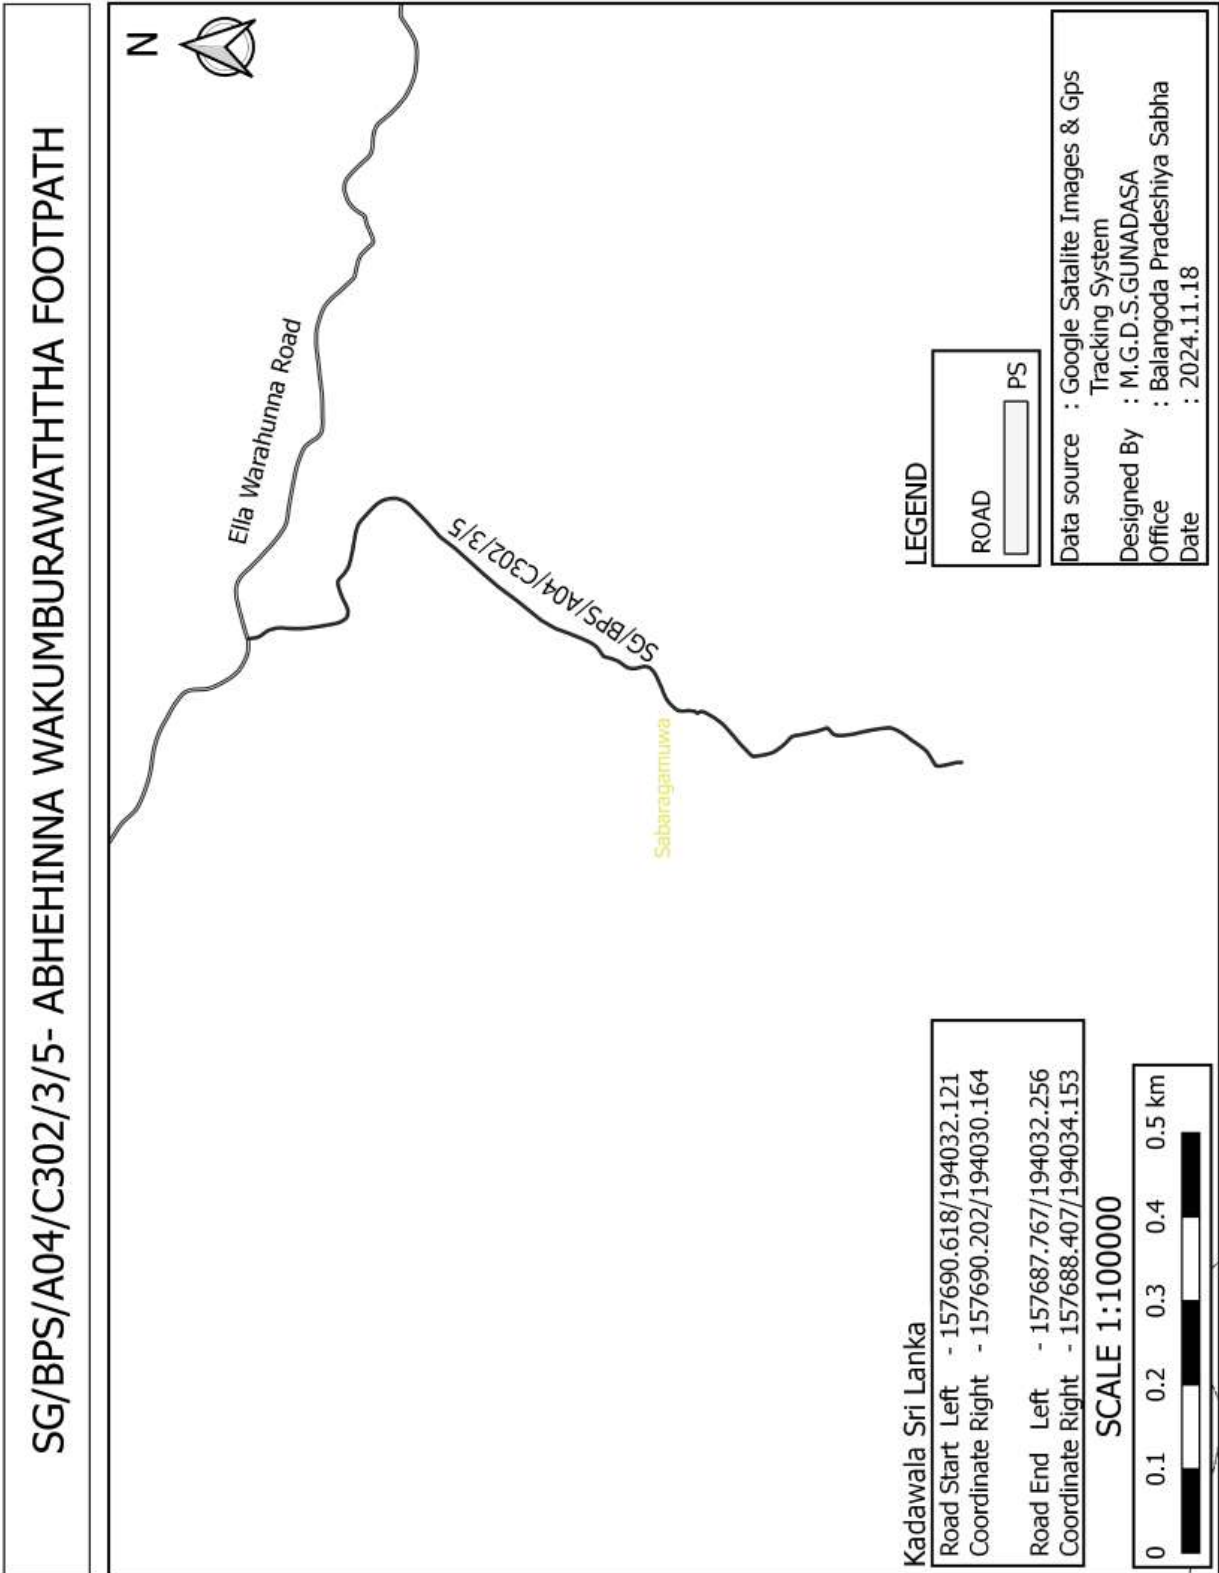 SG/BPS/A04/C302/3/5- ABHEHINNA WAKUMBURAWATHTHA FOOTPATH
N
Ella Warahunna Road
SG/BPS/A04/C302/3/5
Sabaragamuwa
Kadawala Sri Lanka
Road Start Left - 157690.618/194032.121
Coordinate Right - 157690.202/194030.164
Road End Left - 157687.767/194032.256
Coordinate Right - 157688.407/194034.153
SCALE 1:100000
0 0.1 0.2 0.3 0.4 0.5 km
LEGEND
ROAD
PS
Data source : Google Satalite Images & Gps
Tracking System
Designed By : M.G.D.S.GUNADASA
Office : Balangoda Pradeshiya Sabha
Date : 2024.11.18